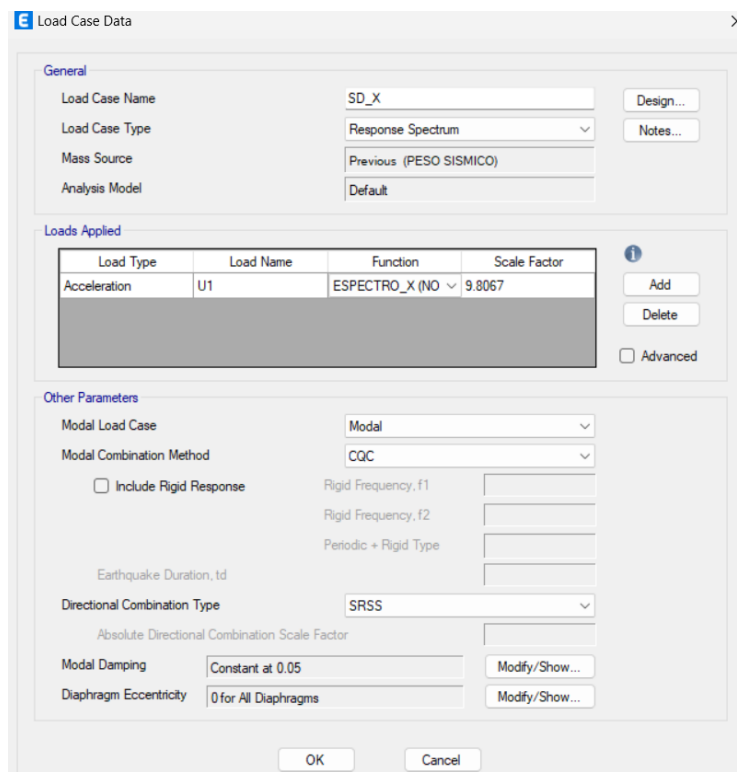 E Load Case Data
General
Load Case Name SD_X Design...
Load Case Type Response Spectrum Notes...
Mass Source Previous (PESO SISMICO)
Analysis Model Default
Loads Applied
Load Type Load Name Function Scale Factor
Acceleration U1 ESPECTRO_X (NO 9.8067 Add
Delete
Advanced
Other Parameters
Modal Load Case Modal
Modal Combination Method CQC
Include Rigid Response Rigid Frequency, f1
Rigid Frequency, f2
Periodic + Rigid Type
Earthquake Duration, td
Directional Combination Type SRSS
Absolute Directional Combination Scale Factor
Modal Damping Constant at 0.05 Modify/Show...
Diaphragm Eccentricity 0 for All Diaphragms Modify/Show...
OK Cancel